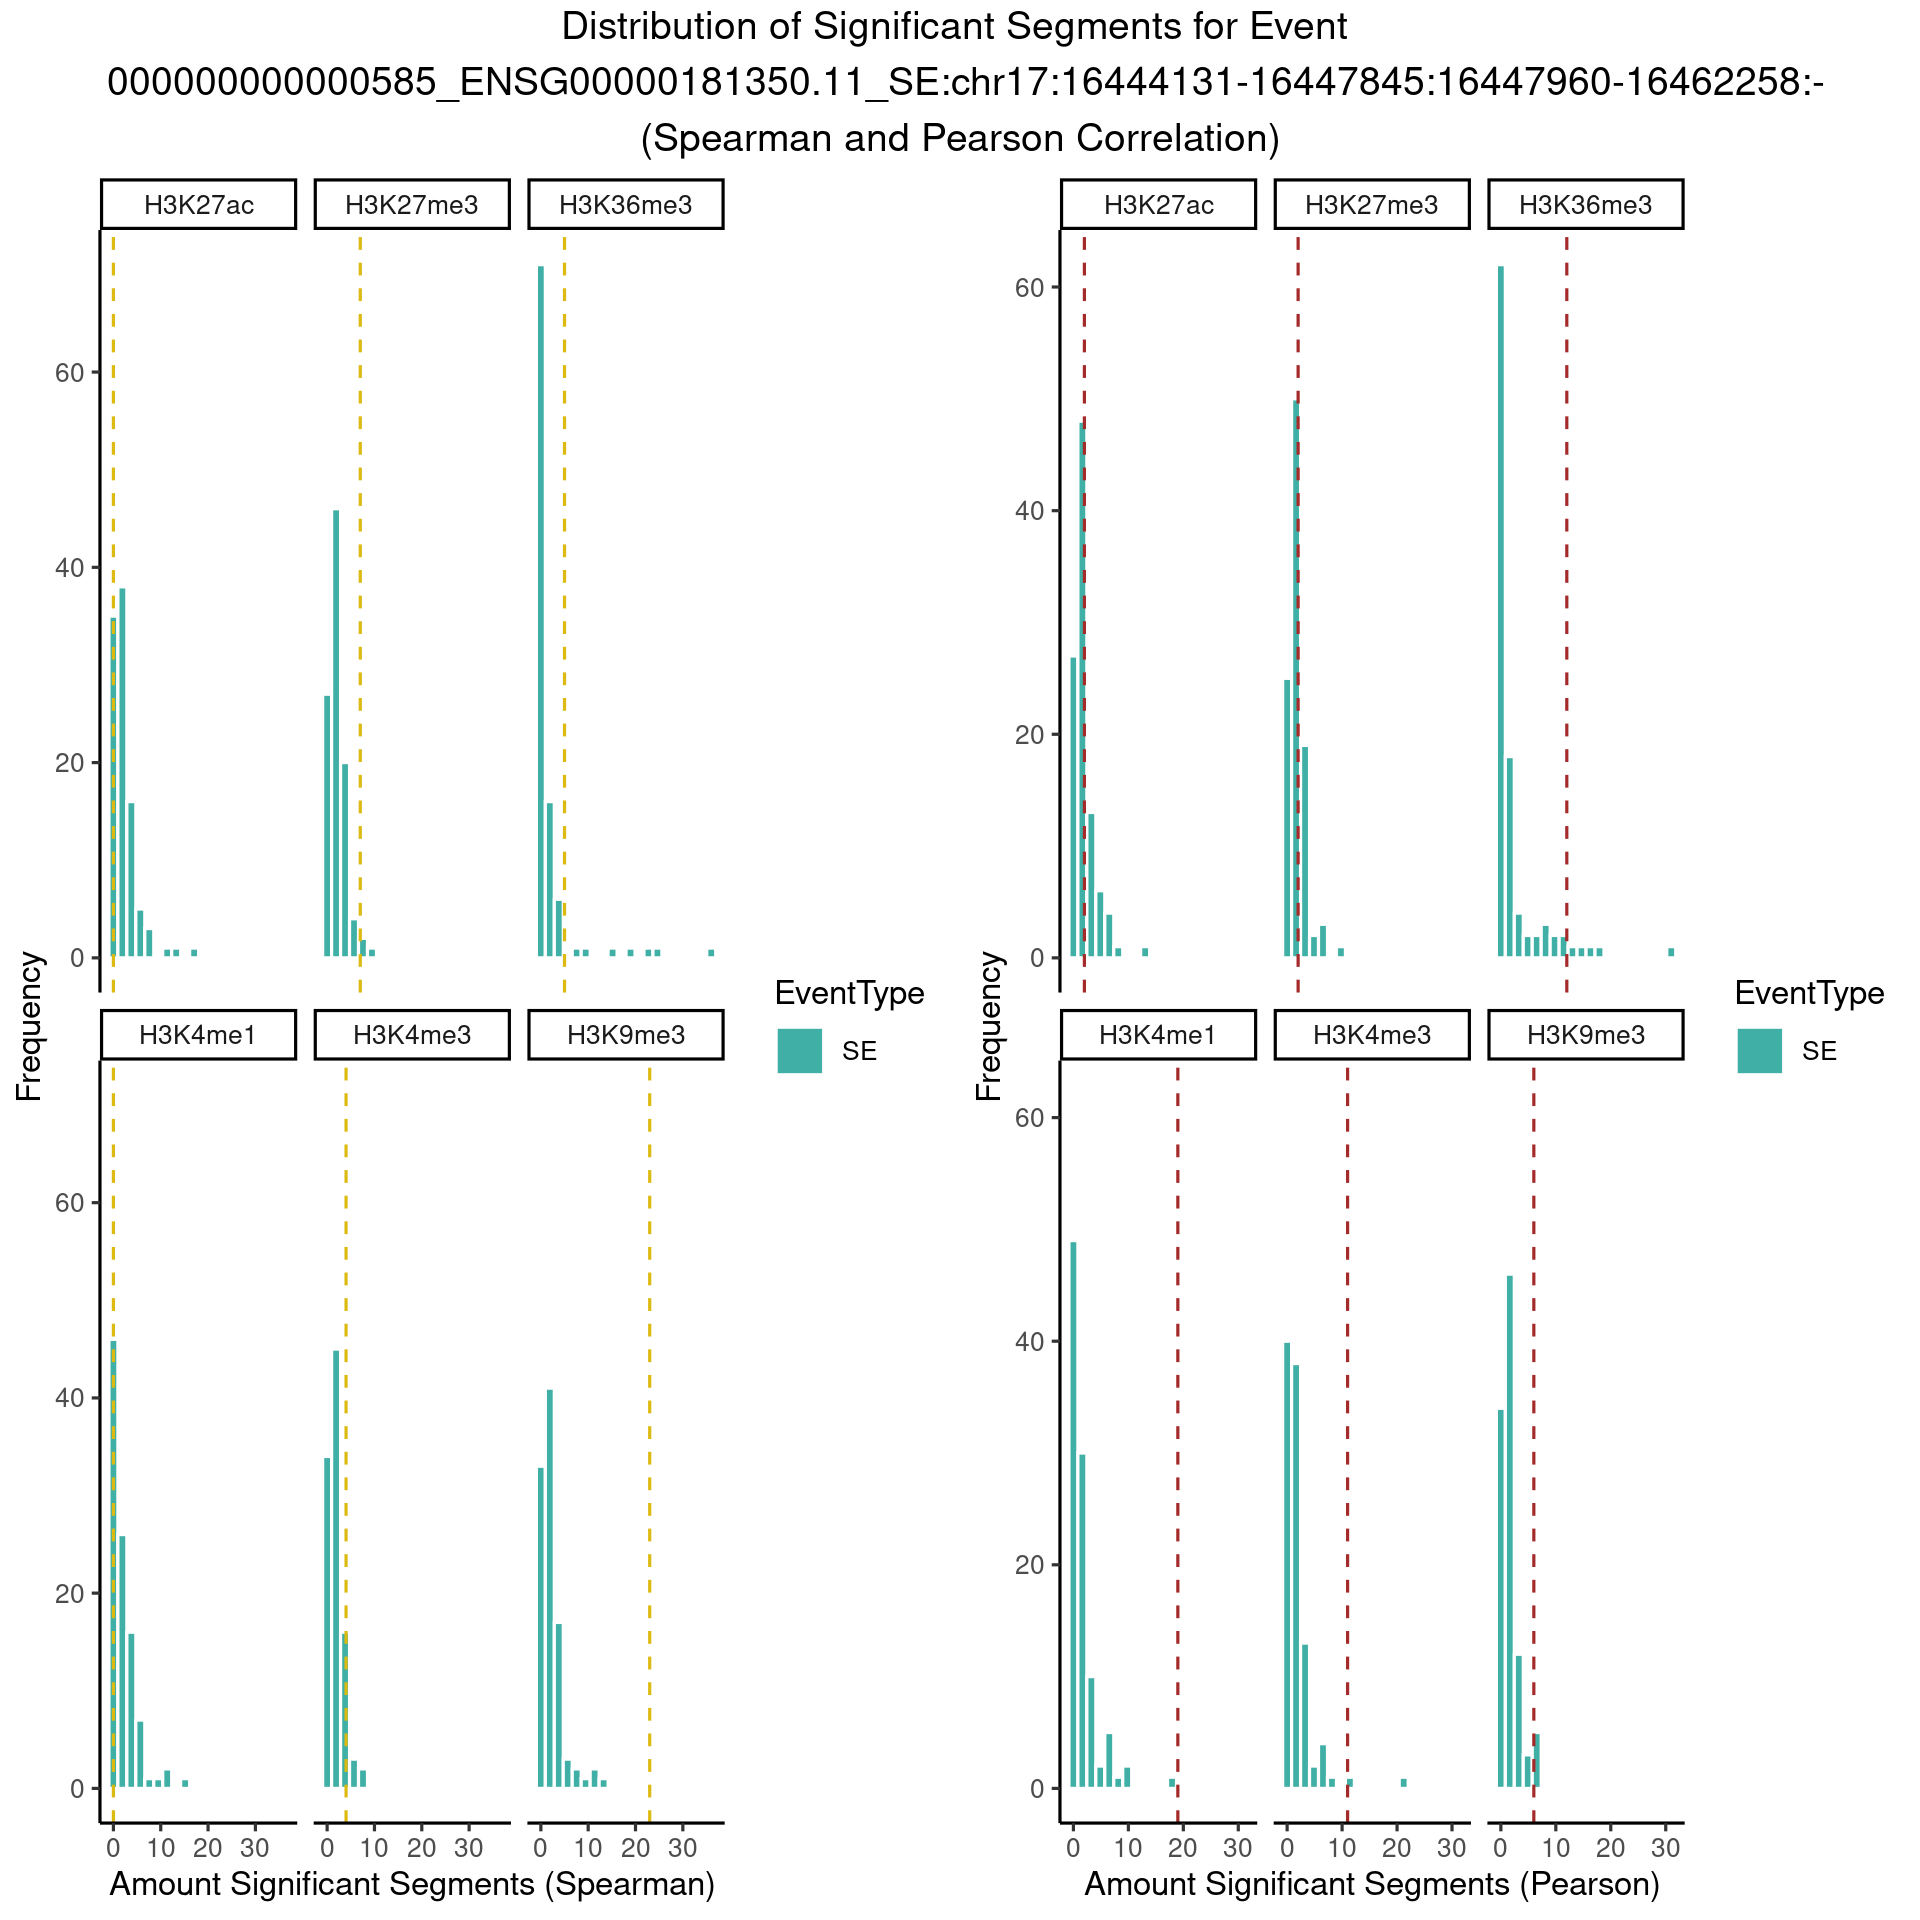 Distribution of Significant Segments for Event
000000000000585_ENSG00000181350.11_SE:chr17:16444131-16447845:16447960-16462258:-
(Spearman and Pearson Correlation)
H3K27ac H3K27me3 H3K36me3
60
40
20
0
H3K4me1 H3K4me3 H3K9me3
60
40
20
0
0 10 20 30 0 10 20 30 0 10 20 30
Frequency
Amount Significant Segments (Spearman)
EventType
SE
H3K27ac H3K27me3 H3K36me3
60
40
20
0
H3K4me1 H3K4me3 H3K9me3
60
40
20
0
0 10 20 30 0 10 20 30 0 10 20 30
Frequency
Amount Significant Segments (Pearson)
EventType
SE